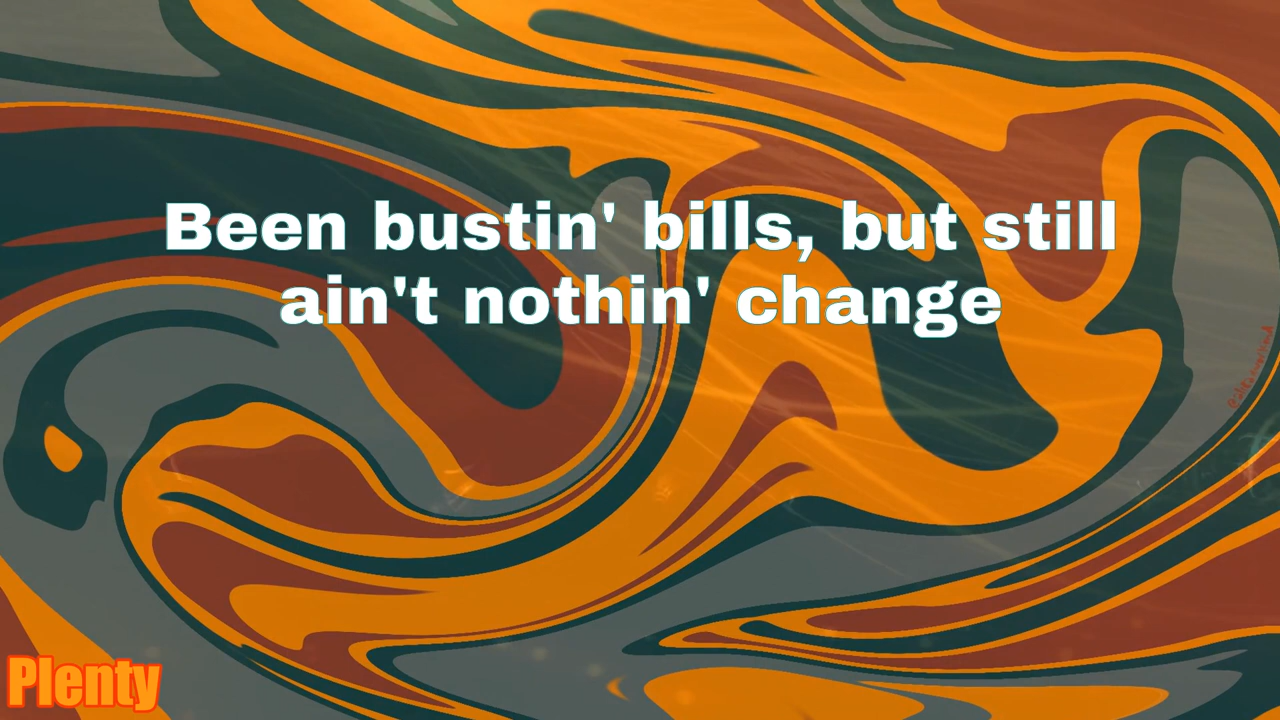 Been bustin' bills, but still
ain't nothin' change
Plenty